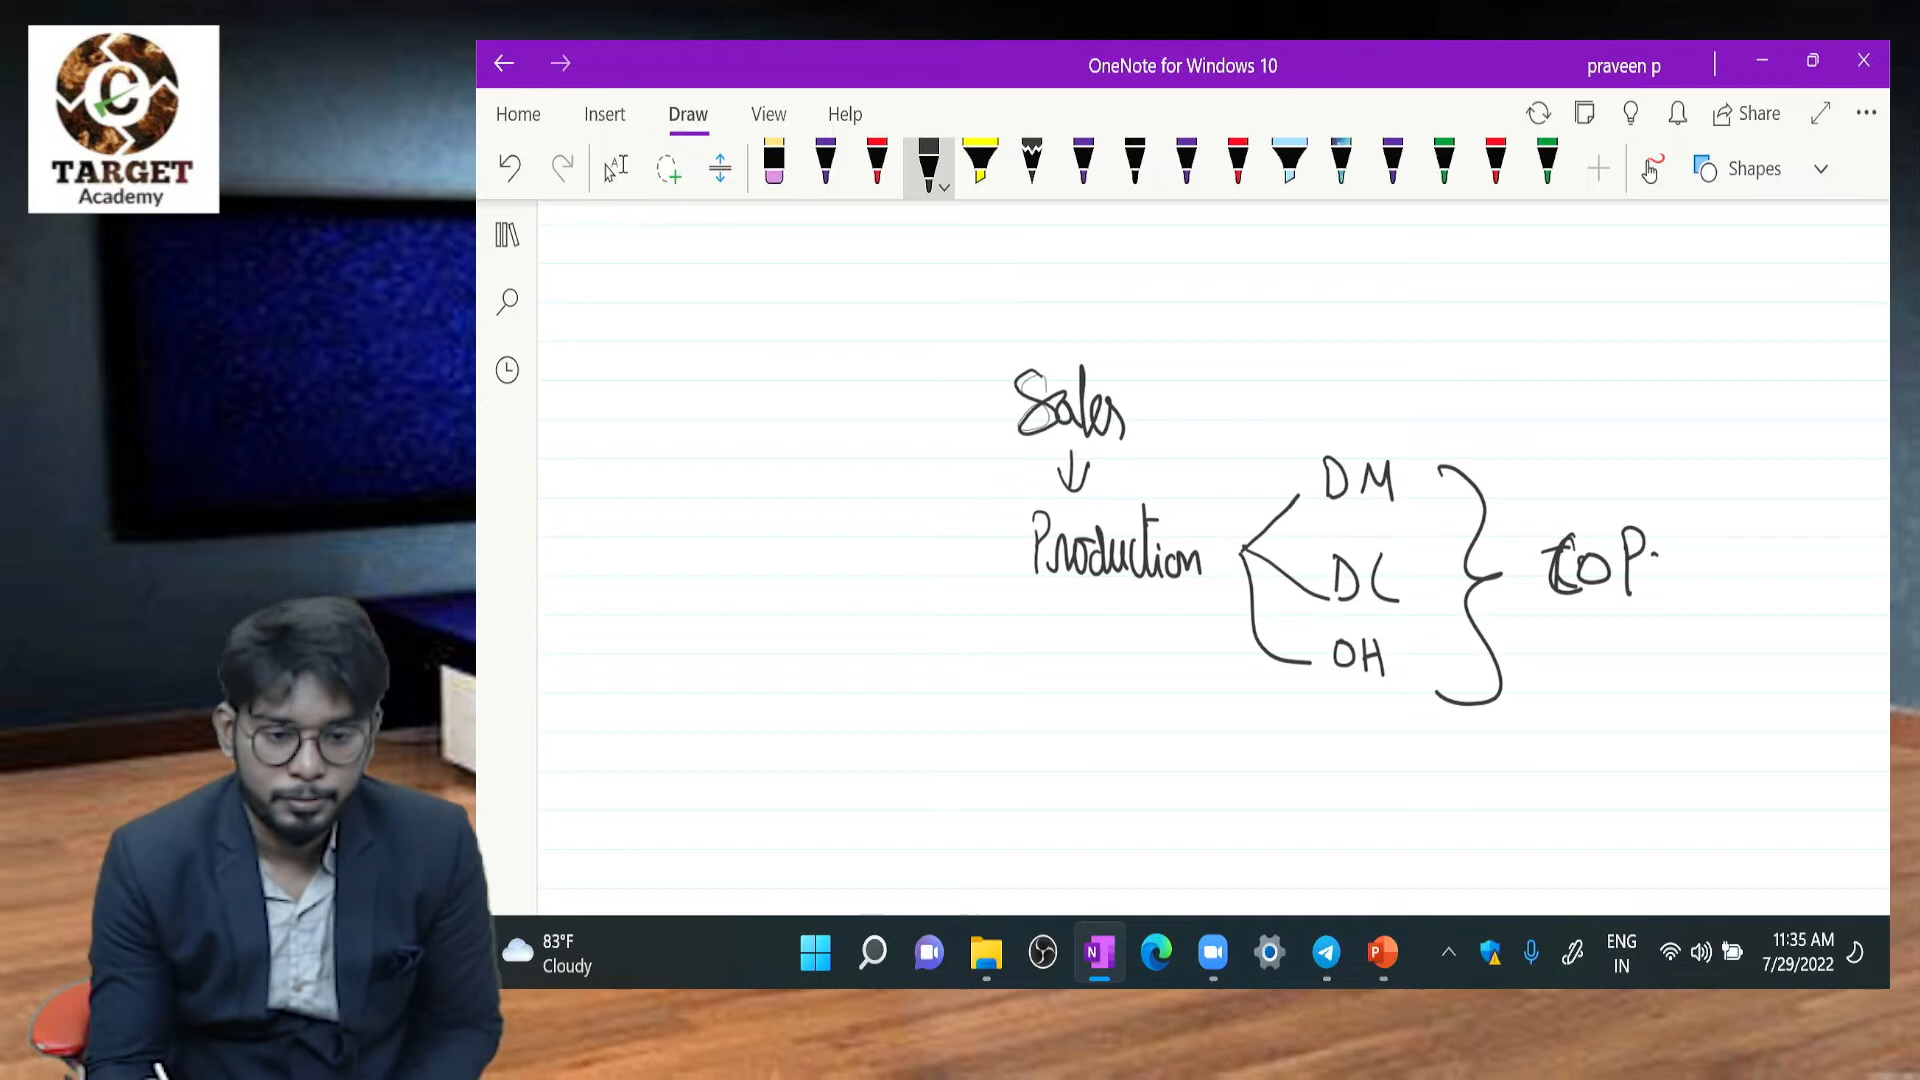 C
TARGET
Academy
OneNote for Windows 10
praveen p
Home Insert Draw View Help
Share
Shapes
Sales
Production
DM
DL
OH
COP.
83°F
Cloudy
ENG
IN
11:35 AM
7/29/2022